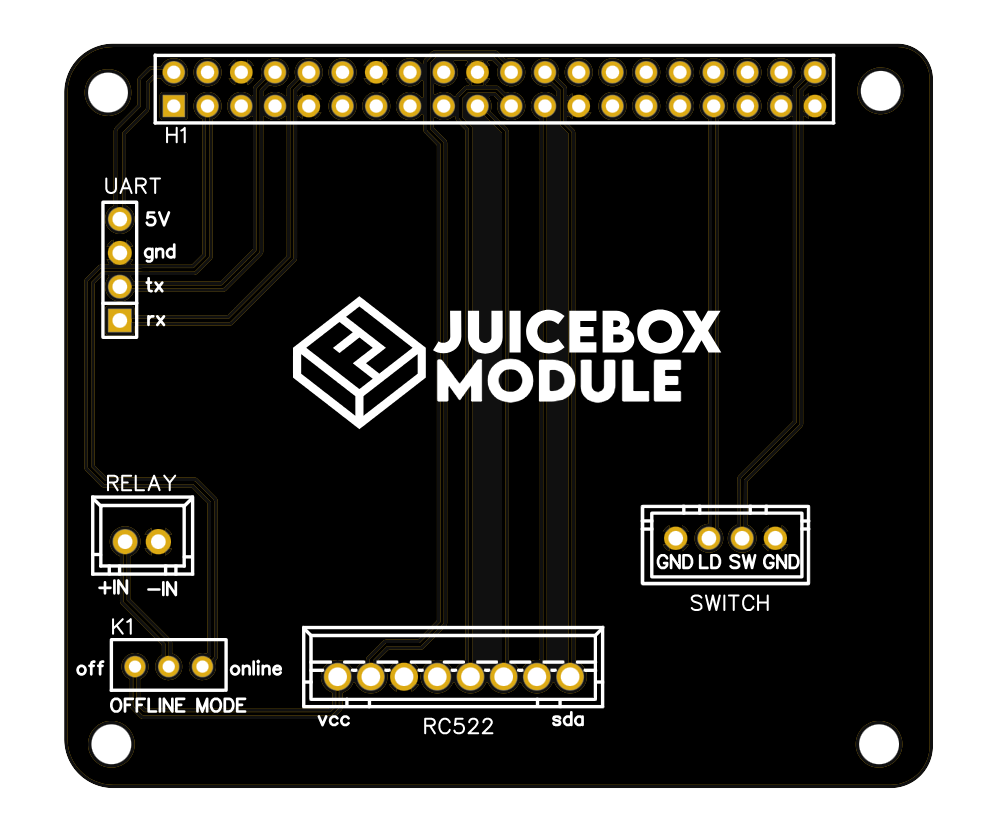 H1
UART
5V
gnd
tx
rx
JUICEBOX
MODULE
RELAY
+IN -IN
GND LD SW GND
SWITCH
K1
off online
OFFLINE MODE
vcc sda
RC522